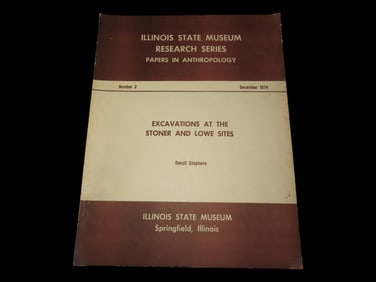 ILLINOIS STATE MUSEUM
RESEARCH SERIES
PAPERS IN ANTHROPOLOGY
Number 2 December 1974
EXCAVATIONS AT THE
STONER AND LOWE SITES
Denzil Stephens
ILLINOIS STATE MUSEUM
Springfield, Illinois